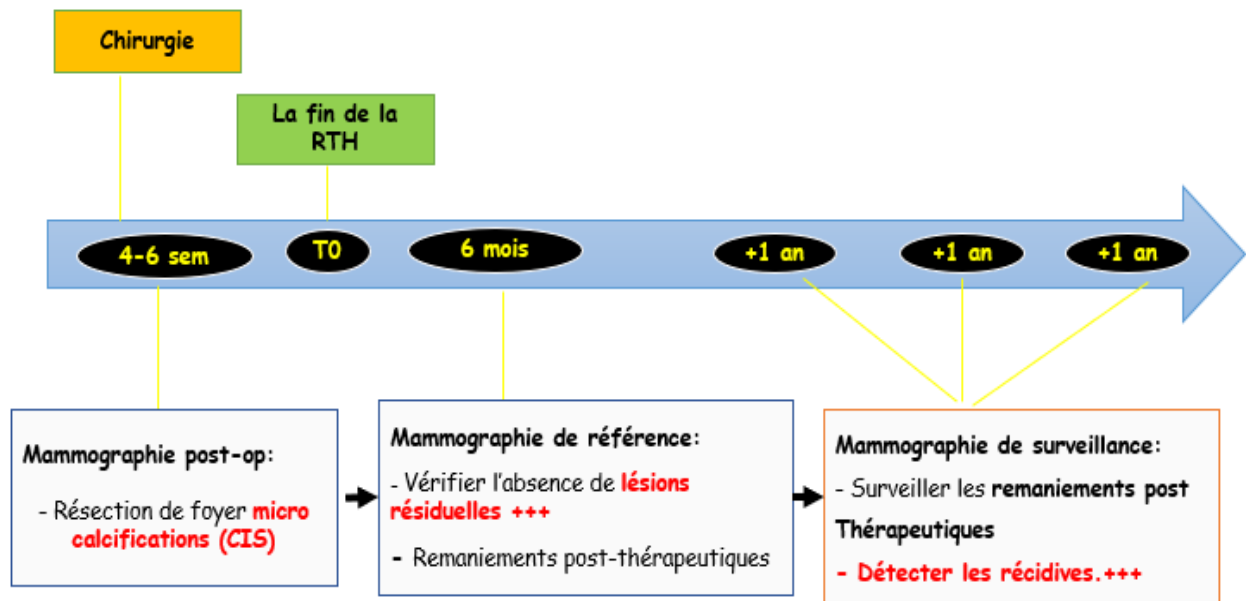 Chirurgie
La fin de la
RTH
4-6 sem
T0
6 mois
+1 an
+1 an
+1 an
Mammographie post-op:
- Résection de foyer micro
calcifications (CIS)
Mammographie de référence:
- Vérifier l'absence de lésions
résiduelles +++
- Remaniements post-thérapeutiques
Mammographie de surveillance:
- Surveiller les remaniements post
Thérapeutiques
- Détecter les récidives.+++